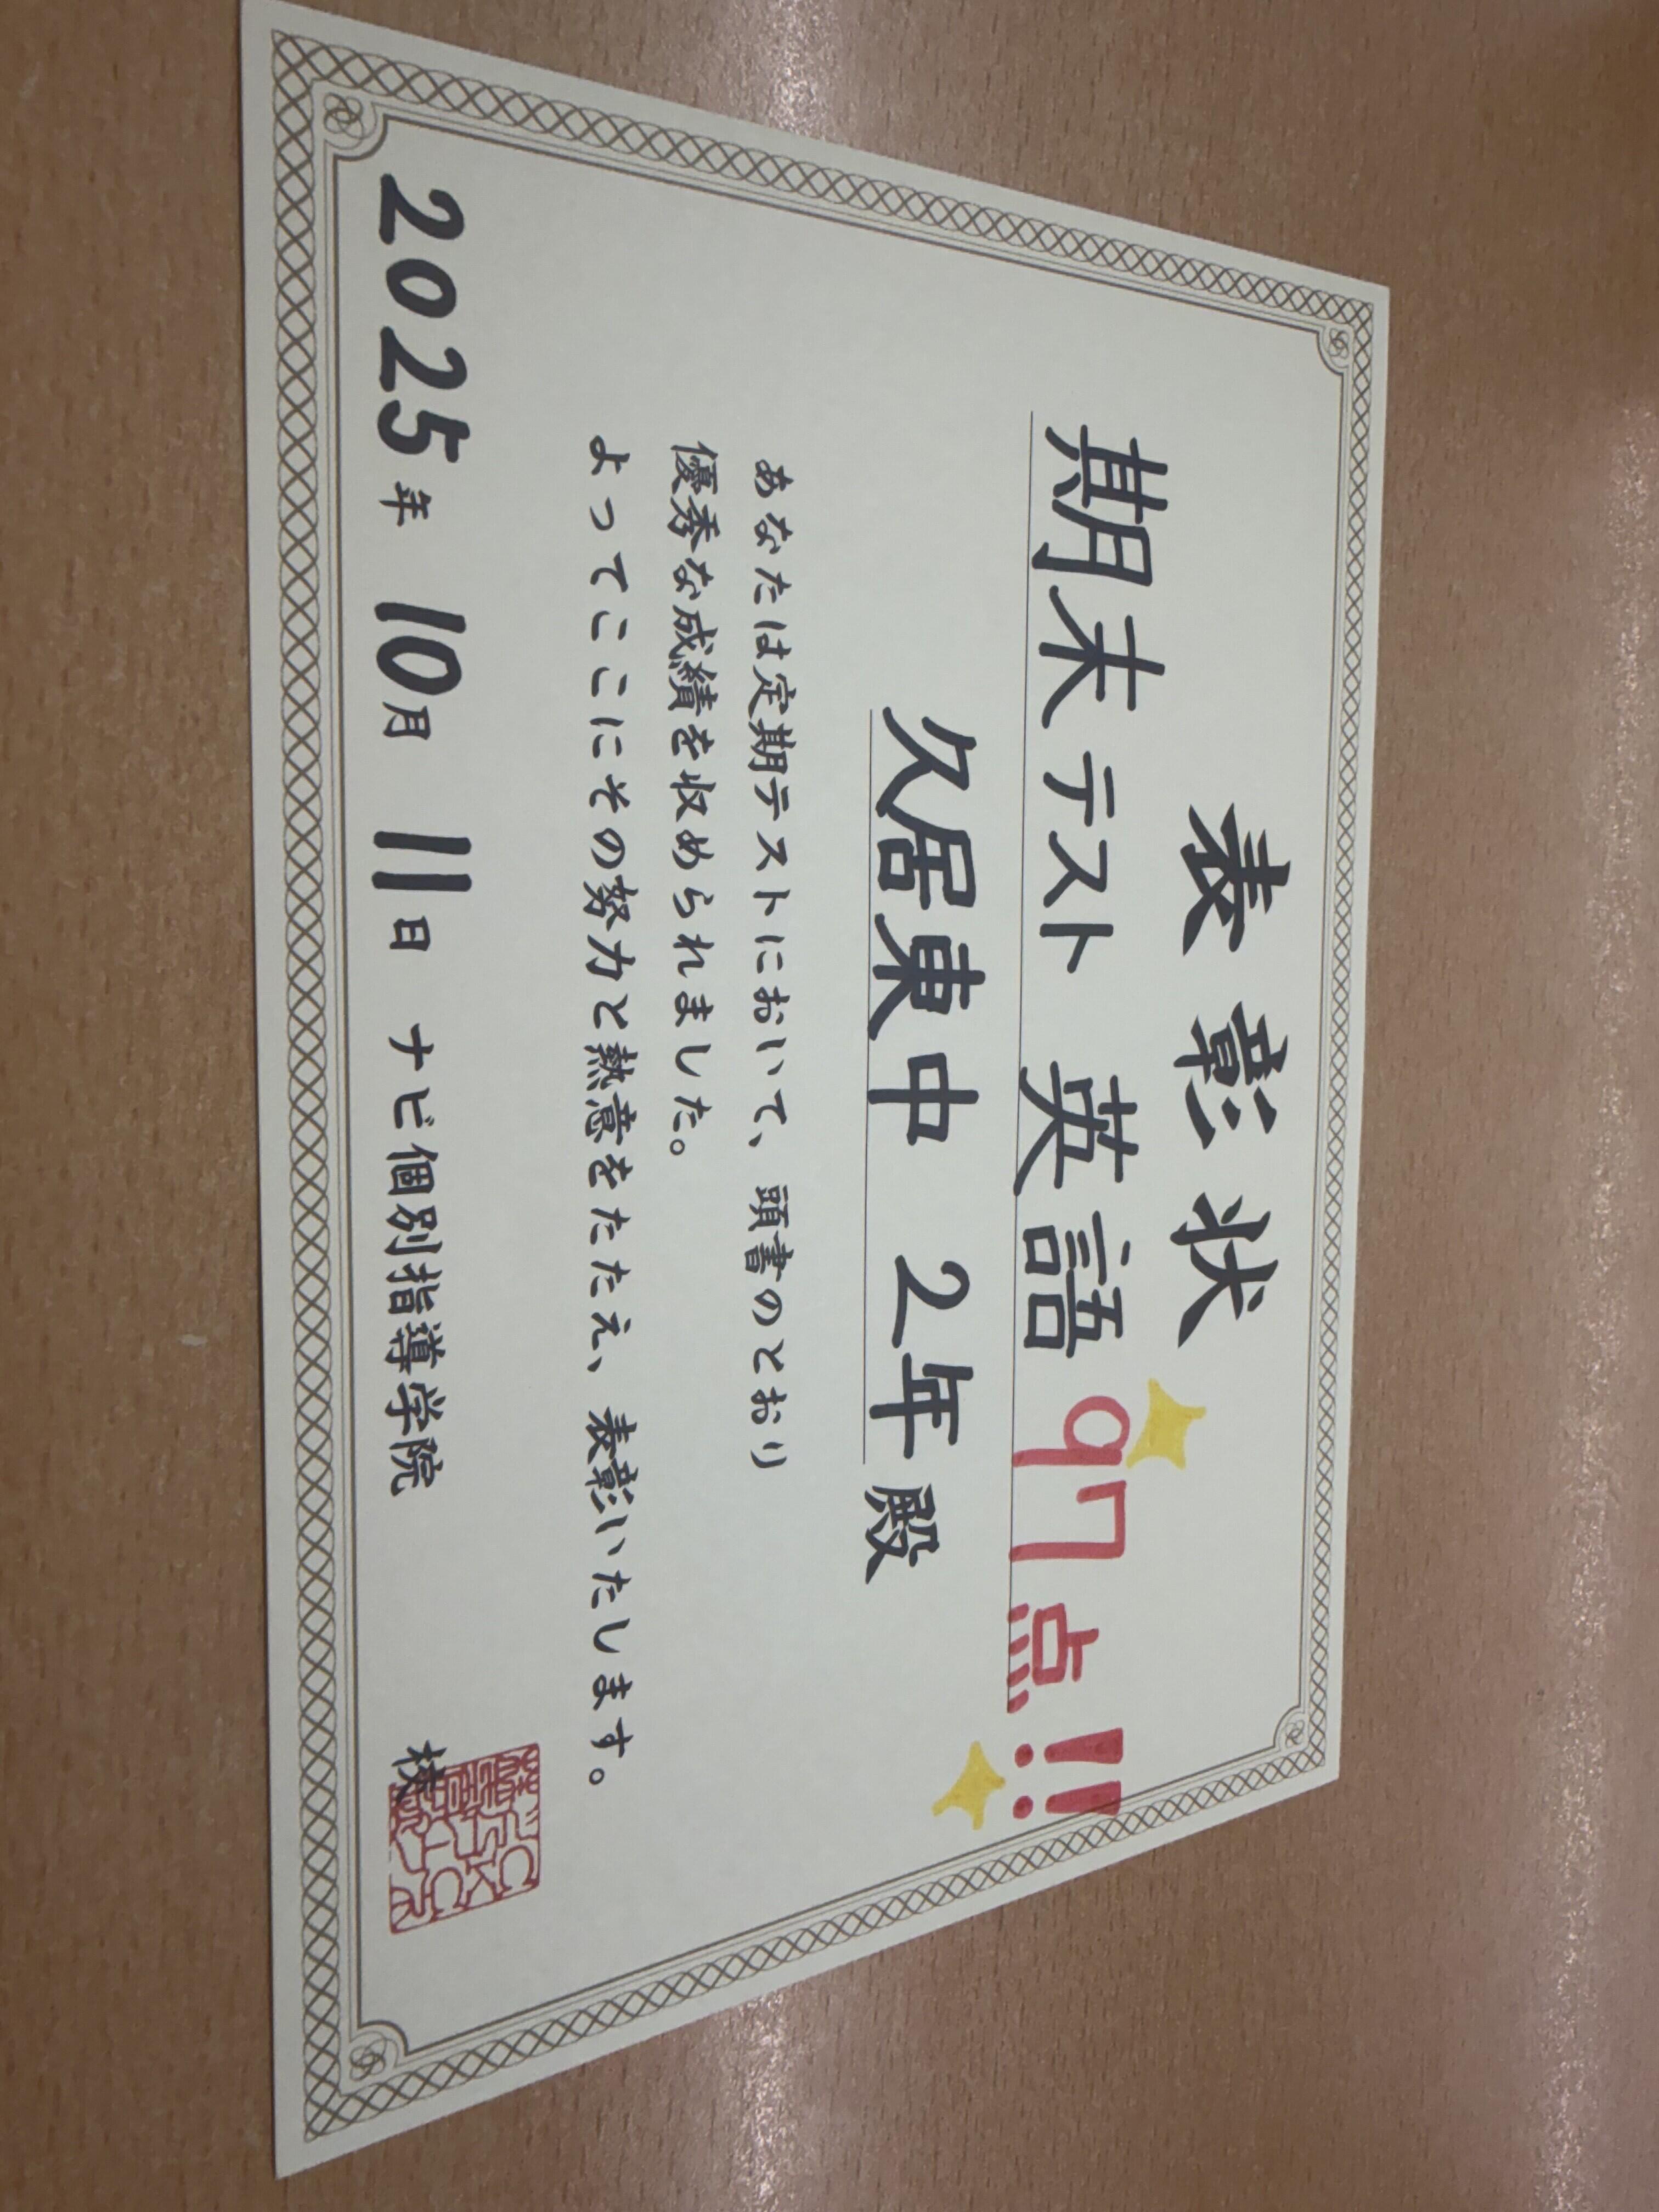 表彰状
期末テスト 英語 97点!!
久居東中 2年 殿
あなたは定期テストにおいて、頭書のとおり
優秀な成績を収められました。
よってここにその努力と熱意をたたえ、表彰いたします。
2025年 10月 11日 ナビ個別指導学院